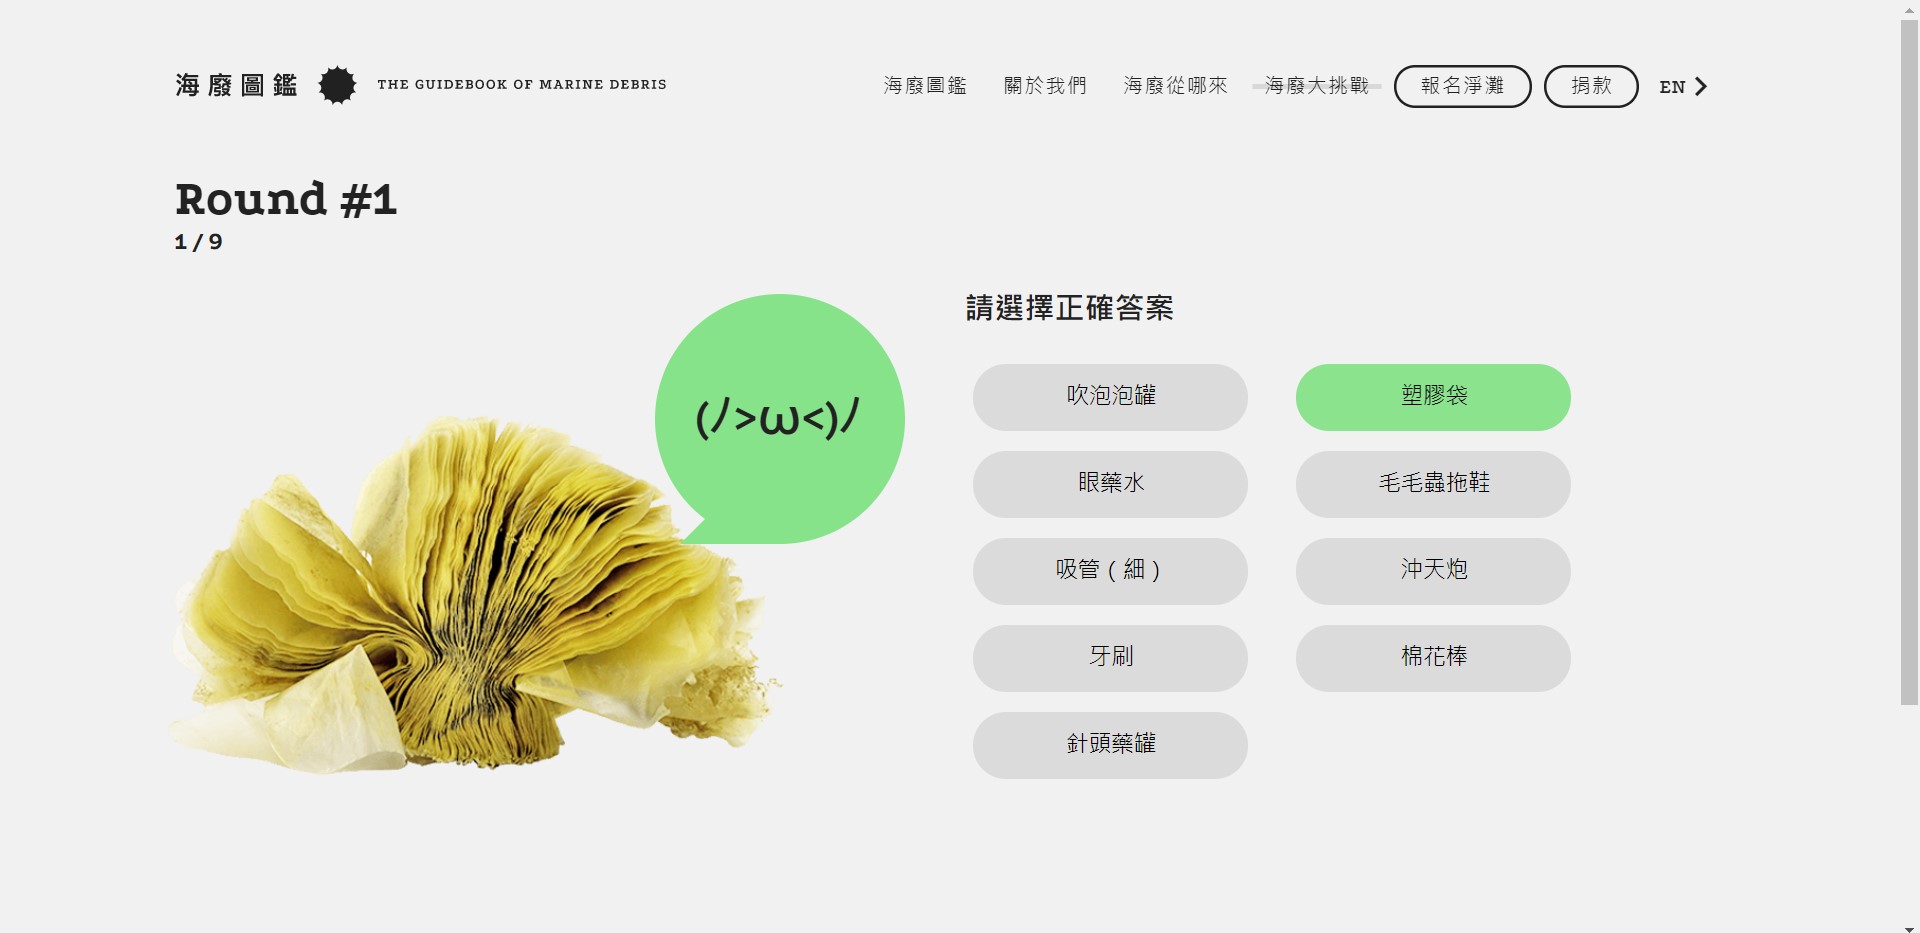 海廢圖鑑 THE GUIDEBOOK OF MARINE DEBRIS 海廢圖鑑 關於我們 海廢從哪來 海廢大挑戰 報名淨灘 捐款 EN
Round #1
1 / 9
(ﾉ>ω<)ﾉ
請選擇正確答案
吹泡泡罐 塑膠袋
眼藥水 毛毛蟲拖鞋
吸管（細） 沖天炮
牙刷 棉花棒
針頭藥罐